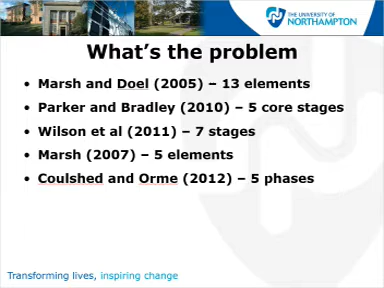 THE UNIVERSITY OF
NORTHAMPTON
What's the problem
• Marsh and Doel (2005) – 13 elements
• Parker and Bradley (2010) – 5 core stages
• Wilson et al (2011) – 7 stages
• Marsh (2007) – 5 elements
• Coulshed and Orme (2012) – 5 phases
Transforming lives, inspiring change